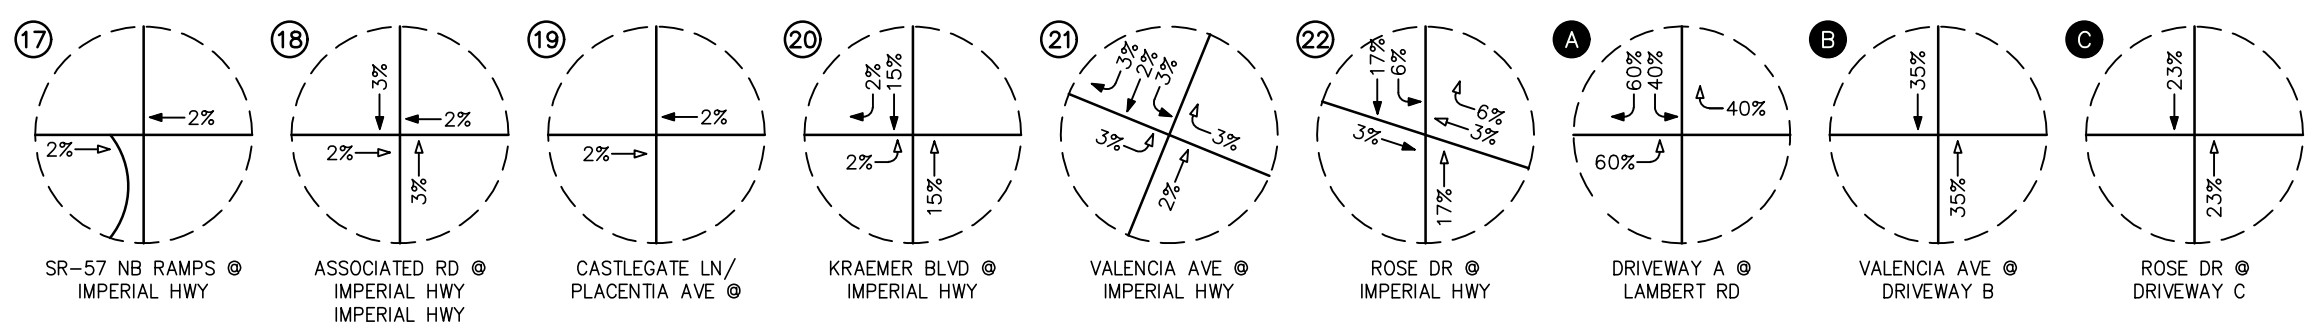 17
2%
2%
SR-57 NB RAMPS @
IMPERIAL HWY
18
3%
2%
2%
3%
ASSOCIATED RD @
IMPERIAL HWY
IMPERIAL HWY
19
2%
2%
CASTLEGATE LN/
PLACENTIA AVE @
20
2%
15%
2%
15%
KRAEMER BLVD @
IMPERIAL HWY
21
3%
2%
3%
3%
3%
2%
VALENCIA AVE @
IMPERIAL HWY
22
17%
6%
6%
3%
3%
17%
ROSE DR @
IMPERIAL HWY
A
60%
40%
40%
60%
DRIVEWAY A @
LAMBERT RD
B
35%
35%
VALENCIA AVE @
DRIVEWAY B
C
23%
23%
ROSE DR @
DRIVEWAY C